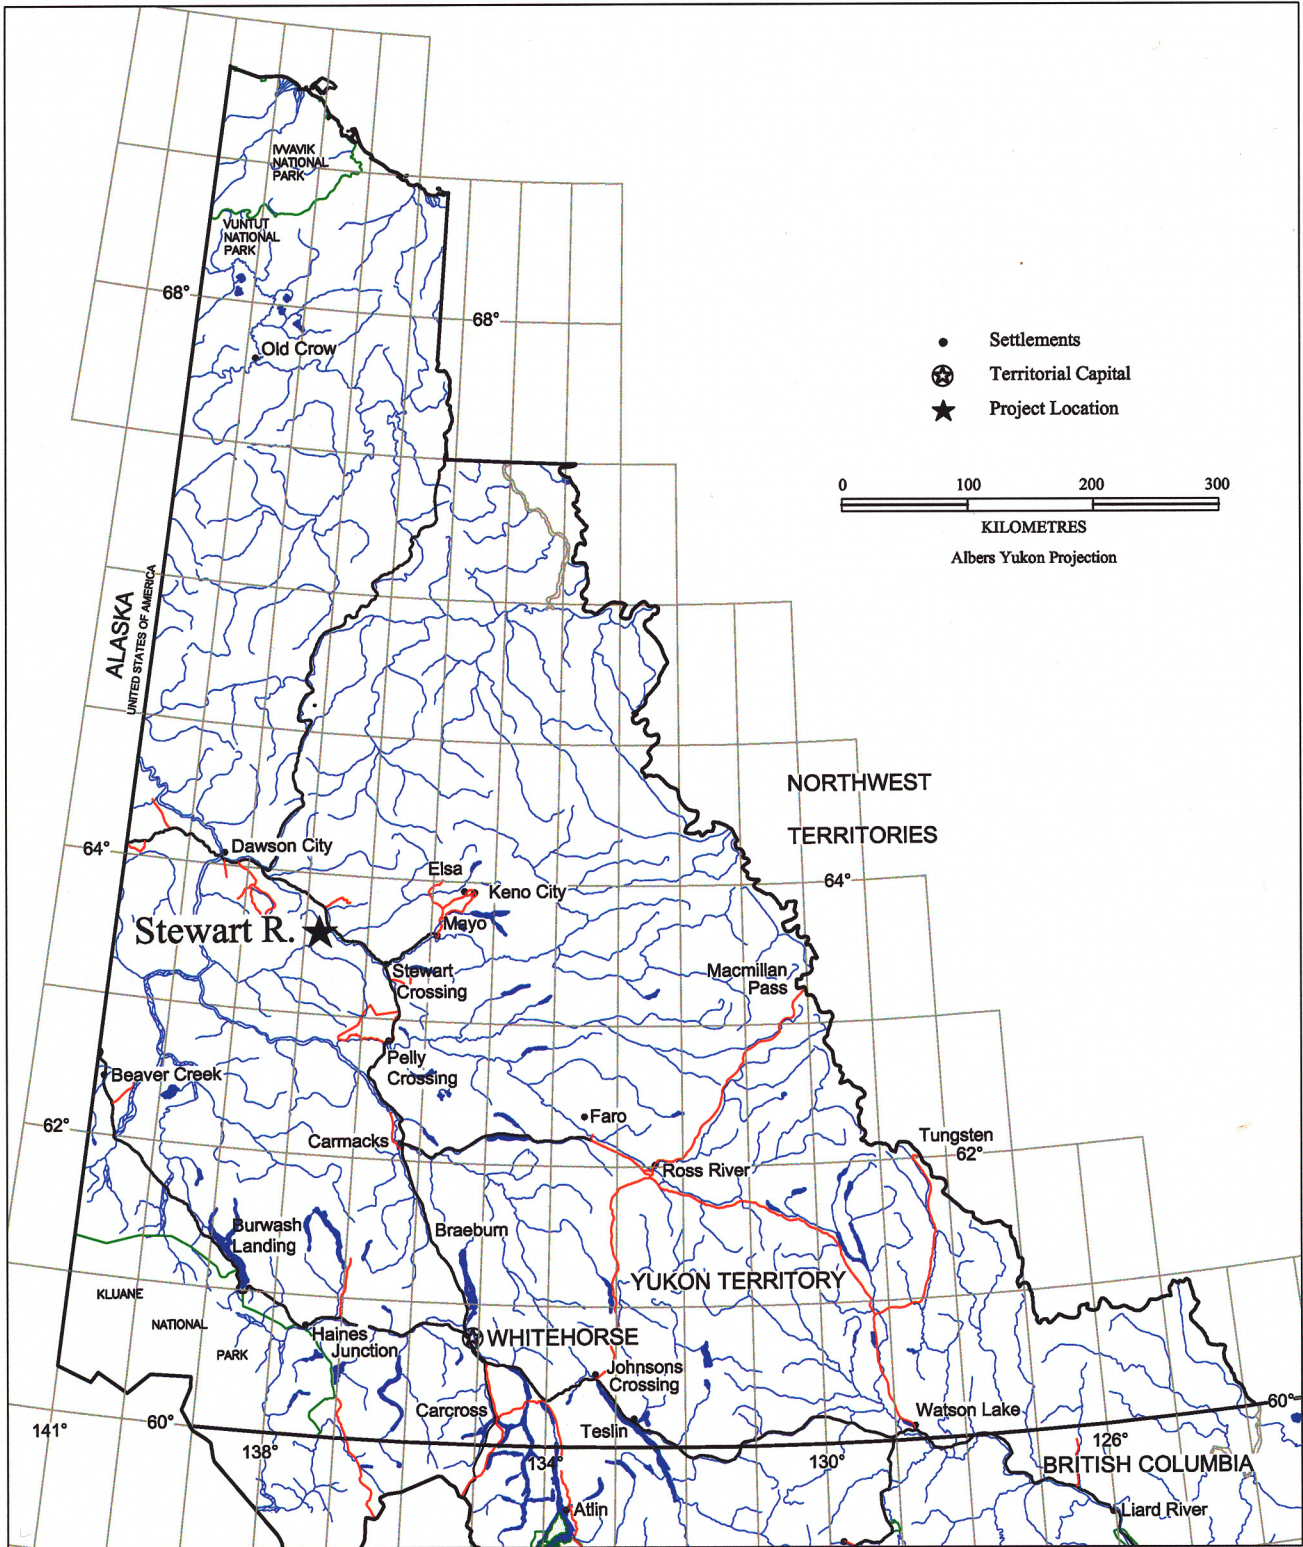 IVVAVIK
NATIONAL
PARK
VUNTUT
NATIONAL
PARK
68°
68°
Old Crow
Settlements
Territorial Capital
Project Location
0 100 200 300
KILOMETRES
Albers Yukon Projection
ALASKA
UNITED STATES OF AMERICA
NORTHWEST
TERRITORIES
64°
Dawson City
64°
Elsa
Keno City
Stewart R.
Mayo
Stewart
Crossing
Macmillan
Pass
Pelly
Crossing
Beaver Creek
Faro
62°
Carmacks
Tungsten
62°
Ross River
Burwash
Landing
Braeburn
YUKON TERRITORY
KLUANE
NATIONAL
PARK
Haines
Junction
WHITEHORSE
Johnsons
Crossing
Carcross
Teslin
Watson Lake
60°
60°
141°
138°
134°
130°
126°
BRITISH COLUMBIA
Atlin
Liard River